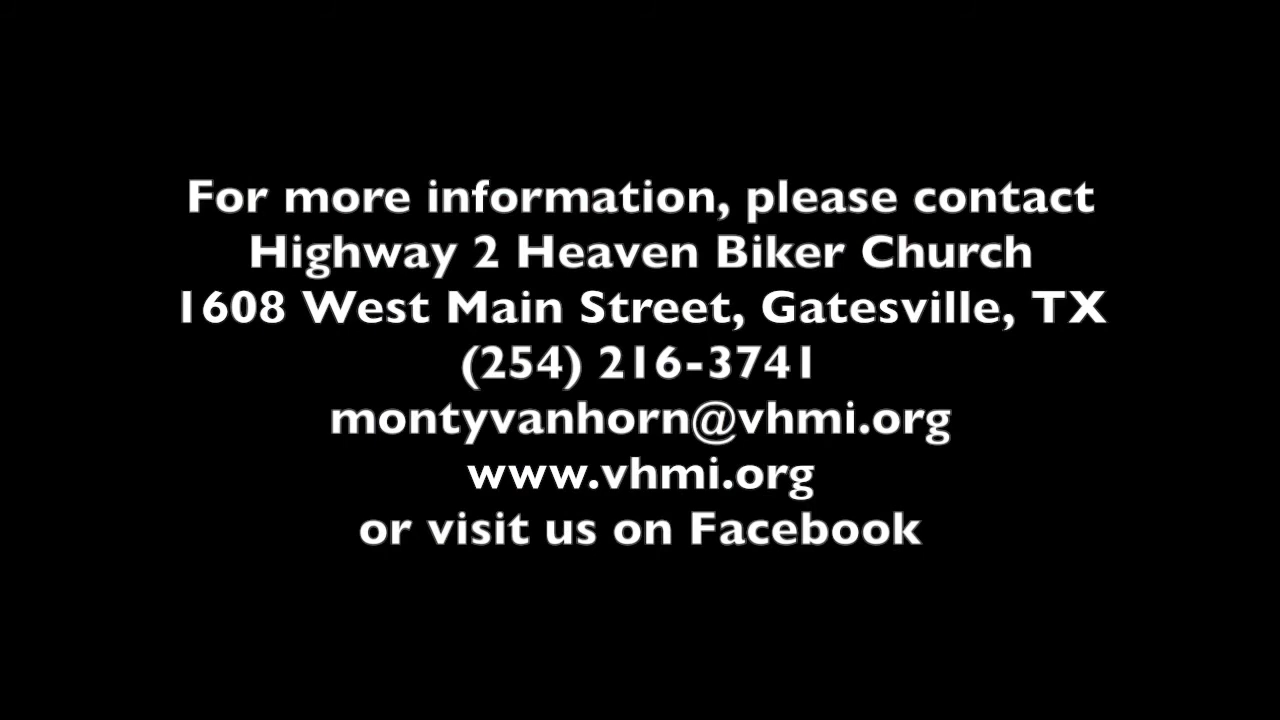 For more information, please contact
Highway 2 Heaven Biker Church
1608 West Main Street, Gatesville, TX
(254) 216-3741
montyvanhorn@vhmi.org
www.vhmi.org
or visit us on Facebook